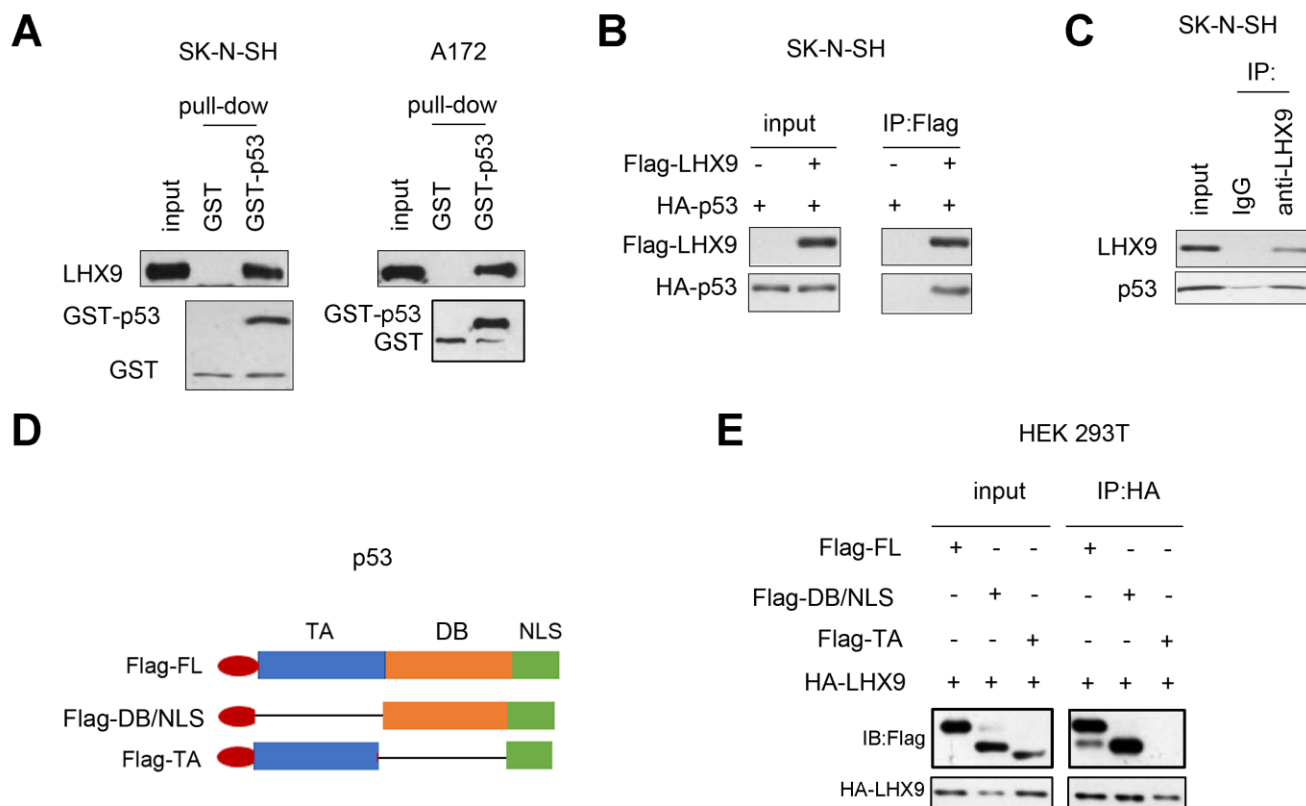 A
SK-N-SH
A172
pull-dow
pull-dow
input
GST
GST-p53
input
GST
GST-p53
LHX9
GST-p53
GST
GST-p53
GST
B
SK-N-SH
input
IP:Flag
Flag-LHX9 - + - +
HA-p53 + + + +
Flag-LHX9
HA-p53
C
SK-N-SH
IP:
input
IgG
anti-LHX9
LHX9
p53
D
p53
TA DB NLS
Flag-FL
Flag-DB/NLS
Flag-TA
E
HEK 293T
input
IP:HA
Flag-FL + - - + - -
Flag-DB/NLS - + - - + -
Flag-TA - - + - - +
HA-LHX9 + + + + + +
IB:Flag
HA-LHX9